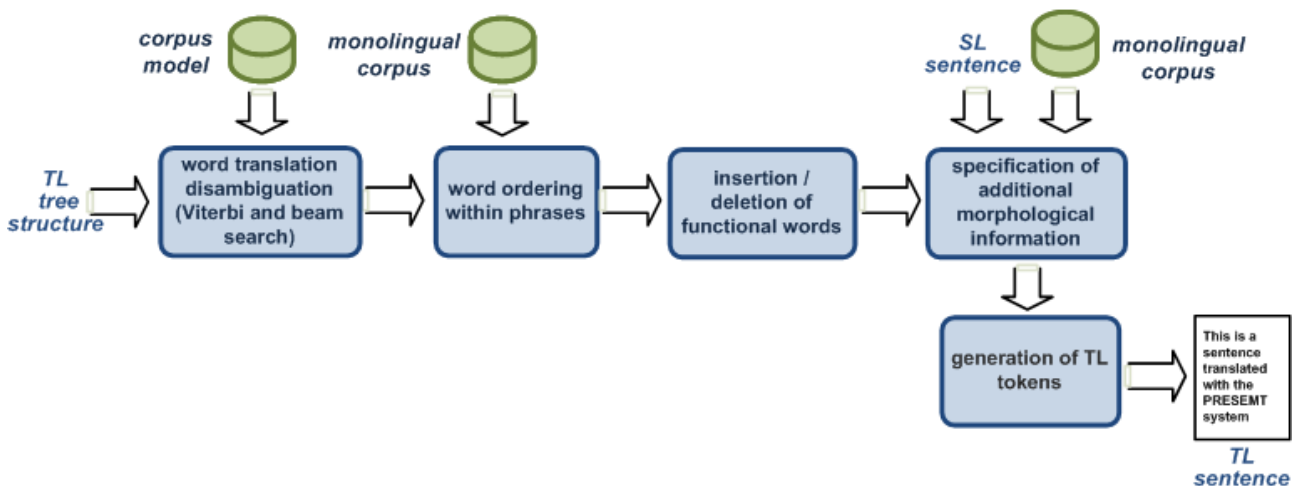 corpus
model
monolingual
corpus
SL
sentence
monolingual
corpus
TL
tree
structure
word translation
disambiguation
(Viterbi and beam
search)
word ordering
within phrases
insertion /
deletion of
functional words
specification of
additional
morphological
information
generation of TL
tokens
This is a
sentence
translated
with the
PRESEMT
system
TL
sentence